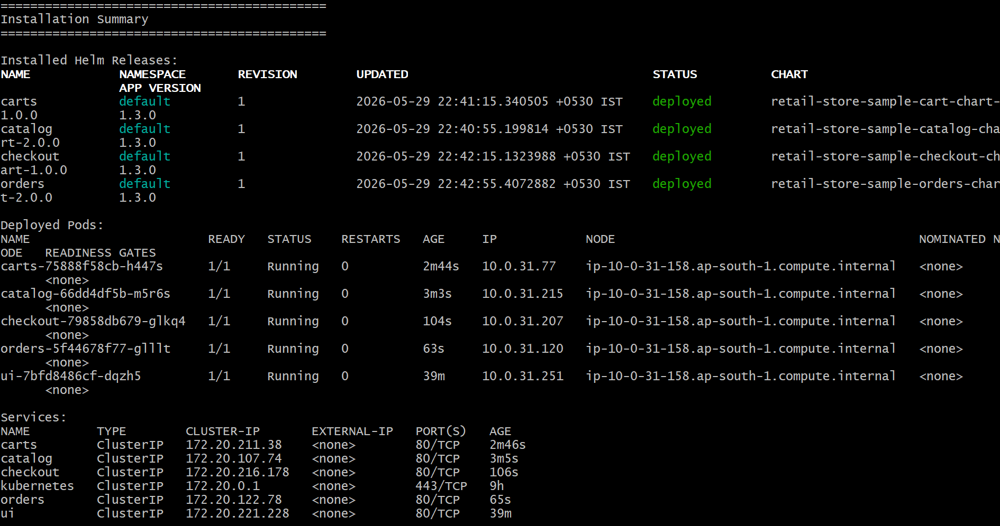 ============================================
Installation Summary
============================================
Installed Helm Releases:
NAME NAMESPACE REVISION UPDATED STATUS CHART
APP VERSION
carts default 1 2026-05-29 22:41:15.340505 +0530 IST deployed retail-store-sample-cart-chart-
1.0.0 1.3.0
catalog default 1 2026-05-29 22:40:55.199814 +0530 IST deployed retail-store-sample-catalog-cha
rt-2.0.0 1.3.0
checkout default 1 2026-05-29 22:42:15.1323988 +0530 IST deployed retail-store-sample-checkout-ch
art-1.0.0 1.3.0
orders default 1 2026-05-29 22:42:55.4072882 +0530 IST deployed retail-store-sample-orders-char
t-2.0.0 1.3.0
Deployed Pods:
NAME READY STATUS RESTARTS AGE IP NODE NOMINATED N
ODE READINESS GATES
carts-75888f58cb-h447s 1/1 Running 0 2m44s 10.0.31.77 ip-10-0-31-158.ap-south-1.compute.internal <none>
<none>
catalog-66dd4df5b-m5r6s 1/1 Running 0 3m3s 10.0.31.215 ip-10-0-31-158.ap-south-1.compute.internal <none>
<none>
checkout-79858db679-glkq4 1/1 Running 0 104s 10.0.31.207 ip-10-0-31-158.ap-south-1.compute.internal <none>
<none>
orders-5f44678f77-glllt 1/1 Running 0 63s 10.0.31.120 ip-10-0-31-158.ap-south-1.compute.internal <none>
<none>
ui-7bfd8486cf-dqzh5 1/1 Running 0 39m 10.0.31.251 ip-10-0-31-158.ap-south-1.compute.internal <none>
<none>
Services:
NAME TYPE CLUSTER-IP EXTERNAL-IP PORT(S) AGE
carts ClusterIP 172.20.211.38 <none> 80/TCP 2m46s
catalog ClusterIP 172.20.107.74 <none> 80/TCP 3m5s
checkout ClusterIP 172.20.216.178 <none> 80/TCP 106s
kubernetes ClusterIP 172.20.0.1 <none> 443/TCP 9h
orders ClusterIP 172.20.122.78 <none> 80/TCP 65s
ui ClusterIP 172.20.221.228 <none> 80/TCP 39m